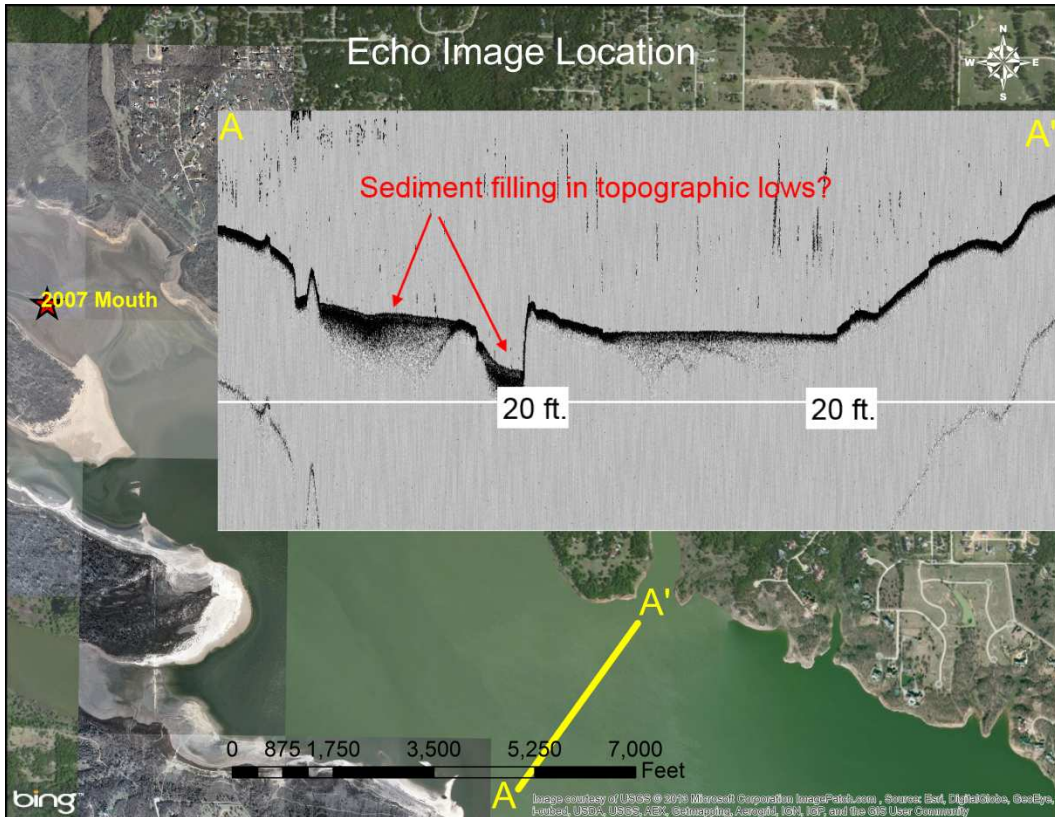 Echo Image Location
N
W E
S
A A'
Sediment filling in topographic lows?
2007 Mouth
20 ft. 20 ft.
A'
0 875 1,750 3,500 5,250 7,000
Feet
A
bing™
Image courtesy of USGS © 2013 Microsoft Corporation ImagePatch.com , Source: Esri, DigitalGlobe, GeoEye,
i-cubed, USDA, USGS, AEX, Getmapping, Aerogrid, IGN, IGP, and the GIS User Community